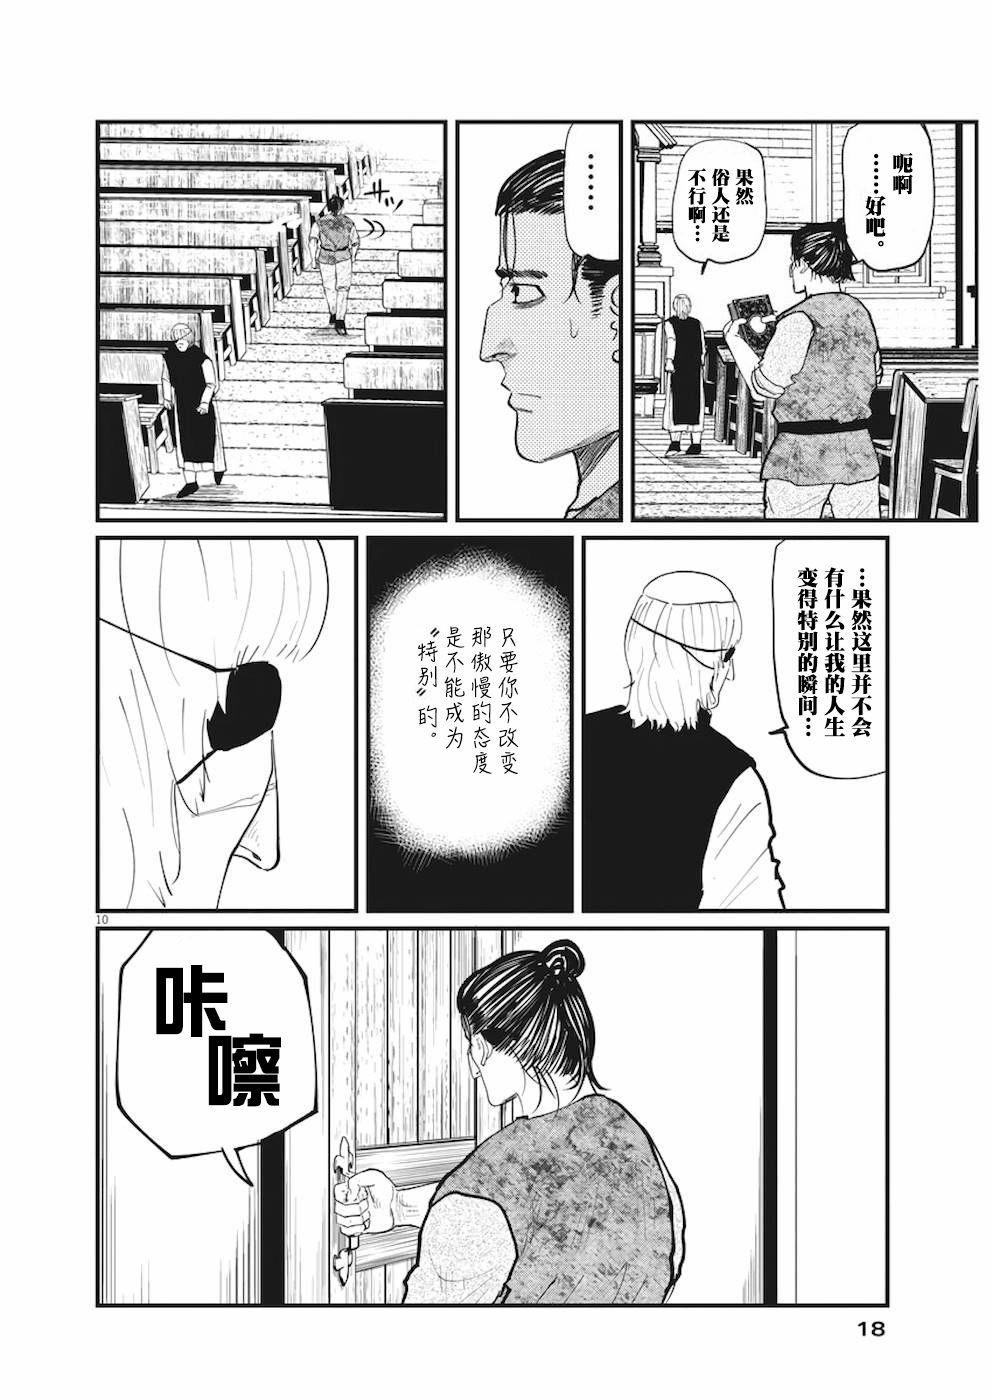 呃啊
……好吧。
果然
俗人还是
不行啊…
……
…果然这里并不会
有什么让我的人生
变得特别的瞬间…
只要你不改变
那傲慢的态度
是不能成为
“特别”的。
10
咔
嚓
18